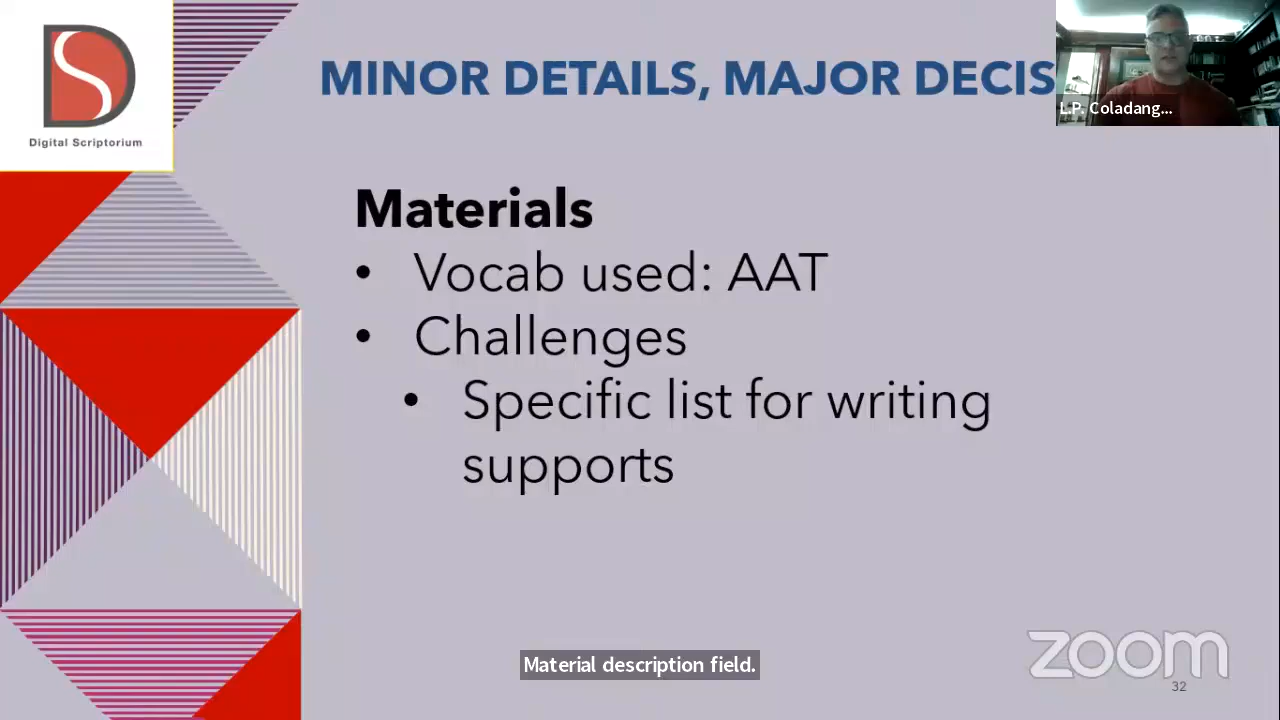 Digital Scriptorium
MINOR DETAILS, MAJOR DECIS
L.P. Coladang...
Materials
• Vocab used: AAT
• Challenges
• Specific list for writing
supports
Material description field.
zoom
32